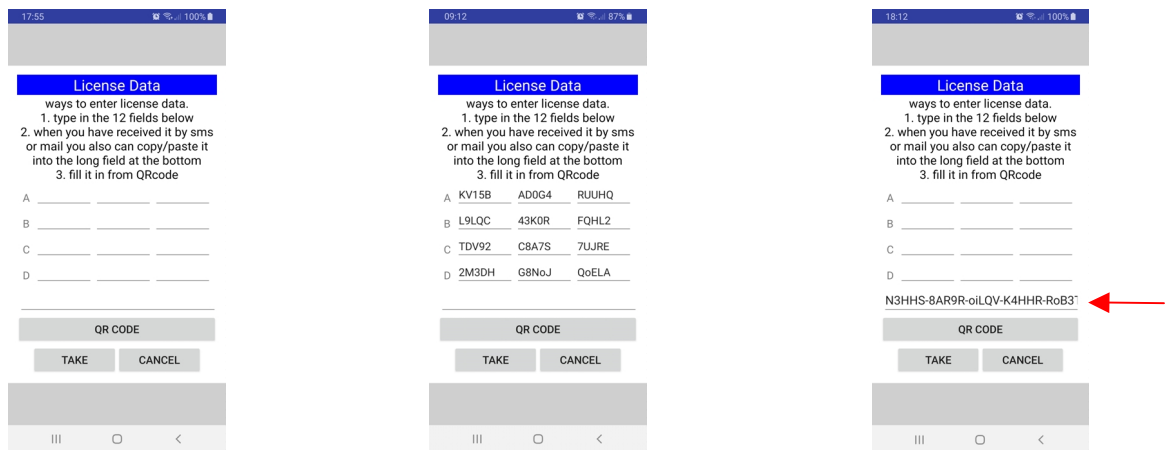 17:55 100%
License Data
ways to enter license data.
1. type in the 12 fields below
2. when you have received it by sms
or mail you also can copy/paste it
into the long field at the bottom
3. fill it in from QRcode
A
B
C
D
QR CODE
TAKE CANCEL
09:12 87%
License Data
ways to enter license data.
1. type in the 12 fields below
2. when you have received it by sms
or mail you also can copy/paste it
into the long field at the bottom
3. fill it in from QRcode
A KV15B AD0G4 RUUHQ
B L9LQC 43K0R FQHL2
C TDV92 C8A7S 7UJRE
D 2M3DH G8NoJ QoELA
QR CODE
TAKE CANCEL
18:12 100%
License Data
ways to enter license data.
1. type in the 12 fields below
2. when you have received it by sms
or mail you also can copy/paste it
into the long field at the bottom
3. fill it in from QRcode
A
B
C
D
N3HHS-8AR9R-oiLQV-K4HHR-RoB3
QR CODE
TAKE CANCEL